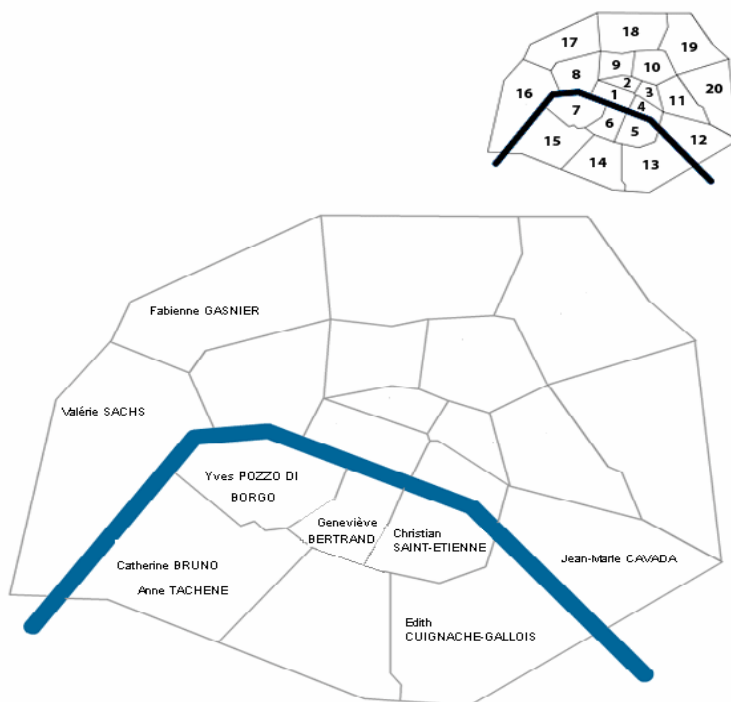 18
17
19
9
10
8
20
2
16
1
3
11
4
7
6
5
12
15
14
13
Fabienne GASNIER
Valérie SACHS
Yves POZZO DI
BORGO
Geneviève
BERTRAND
Christian
SAINT-ETIENNE
Jean-Marie CAVADA
Catherine BRUNO
Anne TACHENE
Edith
CUIGNACHE-GALLOIS